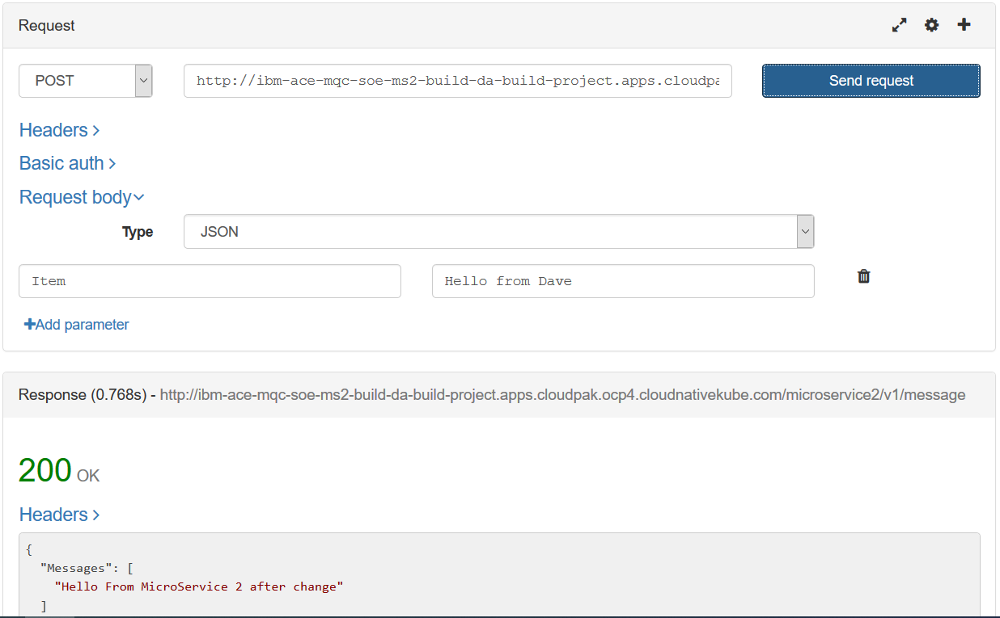 Request
POST
http://ibm-ace-mqc-soe-ms2-build-da-build-project.apps.cloudpa
Send request
Headers
Basic auth
Request body
Type
JSON
Item
Hello from Dave
Add parameter
Response (0.768s) - http://ibm-ace-mqc-soe-ms2-build-da-build-project.apps.cloudpak.ocp4.cloudnativekube.com/microservice2/v1/message
200 OK
Headers
{
"Messages": [
"Hello From MicroService 2 after change"
]